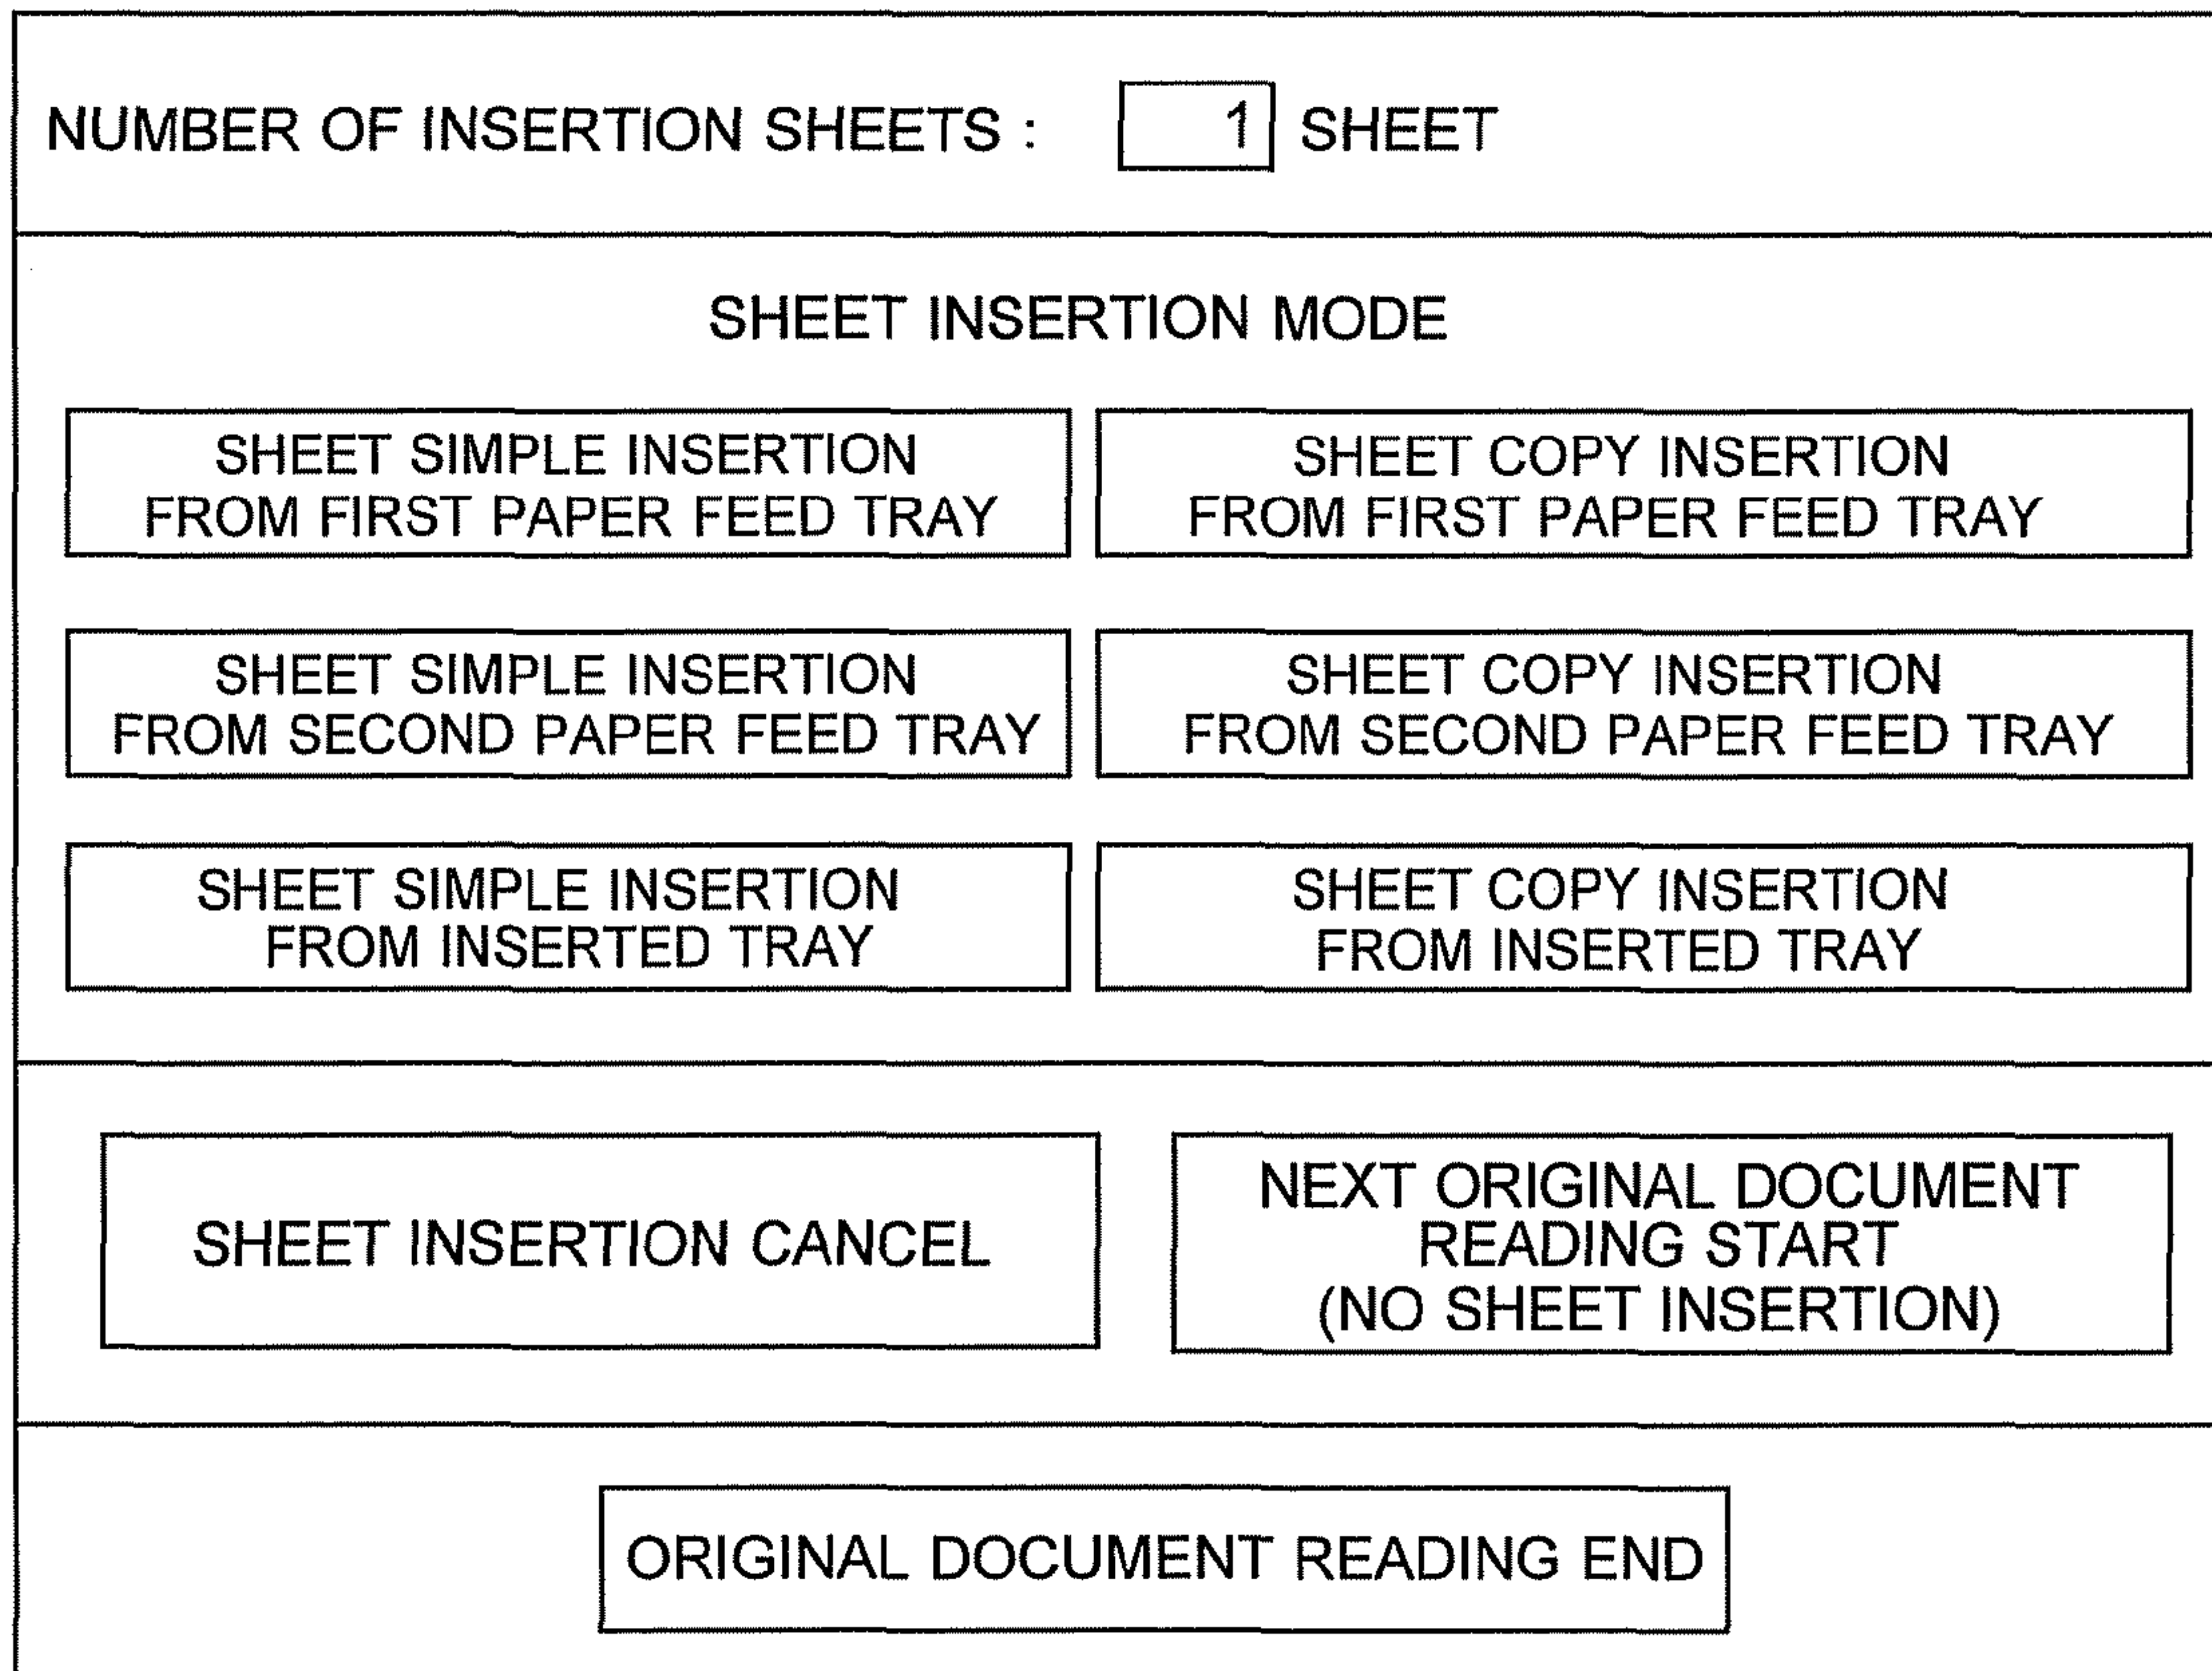 NUMBER OF INSERTION SHEETS : 1 SHEET
SHEET INSERTION MODE
SHEET SIMPLE INSERTION
FROM FIRST PAPER FEED TRAY
SHEET COPY INSERTION
FROM FIRST PAPER FEED TRAY
SHEET SIMPLE INSERTION
FROM SECOND PAPER FEED TRAY
SHEET COPY INSERTION
FROM SECOND PAPER FEED TRAY
SHEET SIMPLE INSERTION
FROM INSERTED TRAY
SHEET COPY INSERTION
FROM INSERTED TRAY
SHEET INSERTION CANCEL
NEXT ORIGINAL DOCUMENT
READING START
(NO SHEET INSERTION)
ORIGINAL DOCUMENT READING END